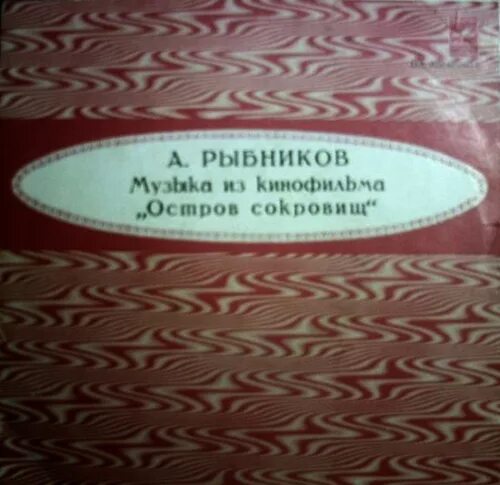 А. РЫБНИКОВ
Музыка из кинофильма
„Остров сокровищ“